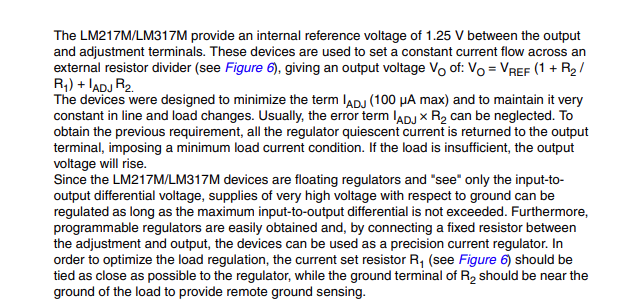 The LM217M/LM317M provide an internal reference voltage of 1.25 V between the output
and adjustment terminals. These devices are used to set a constant current flow across an
external resistor divider (see Figure 6), giving an output voltage VO of: VO = VREF (1 + R2 /
R1) + IADJ R2.
The devices were designed to minimize the term IADJ (100 µA max) and to maintain it very
constant in line and load changes. Usually, the error term IADJ × R2 can be neglected. To
obtain the previous requirement, all the regulator quiescent current is returned to the output
terminal, imposing a minimum load current condition. If the load is insufficient, the output
voltage will rise.
Since the LM217M/LM317M devices are floating regulators and "see" only the input-to-
output differential voltage, supplies of very high voltage with respect to ground can be
regulated as long as the maximum input-to-output differential is not exceeded. Furthermore,
programmable regulators are easily obtained and, by connecting a fixed resistor between
the adjustment and output, the devices can be used as a precision current regulator. In
order to optimize the load regulation, the current set resistor R1 (see Figure 6) should be
tied as close as possible to the regulator, while the ground terminal of R2 should be near the
ground of the load to provide remote ground sensing.